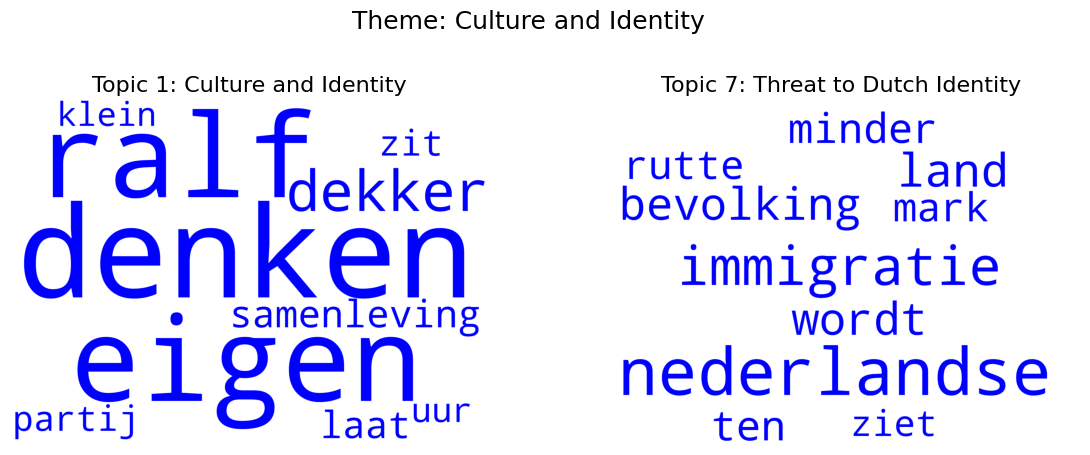 Theme: Culture and Identity
Topic 1: Culture and Identity
klein
ralf
zit
dekker
denken
samenleving
eigen
partij
laat
uur
Topic 7: Threat to Dutch Identity
minder
rutte
land
bevolking
mark
immigratie
wordt
nederlandse
ten
ziet